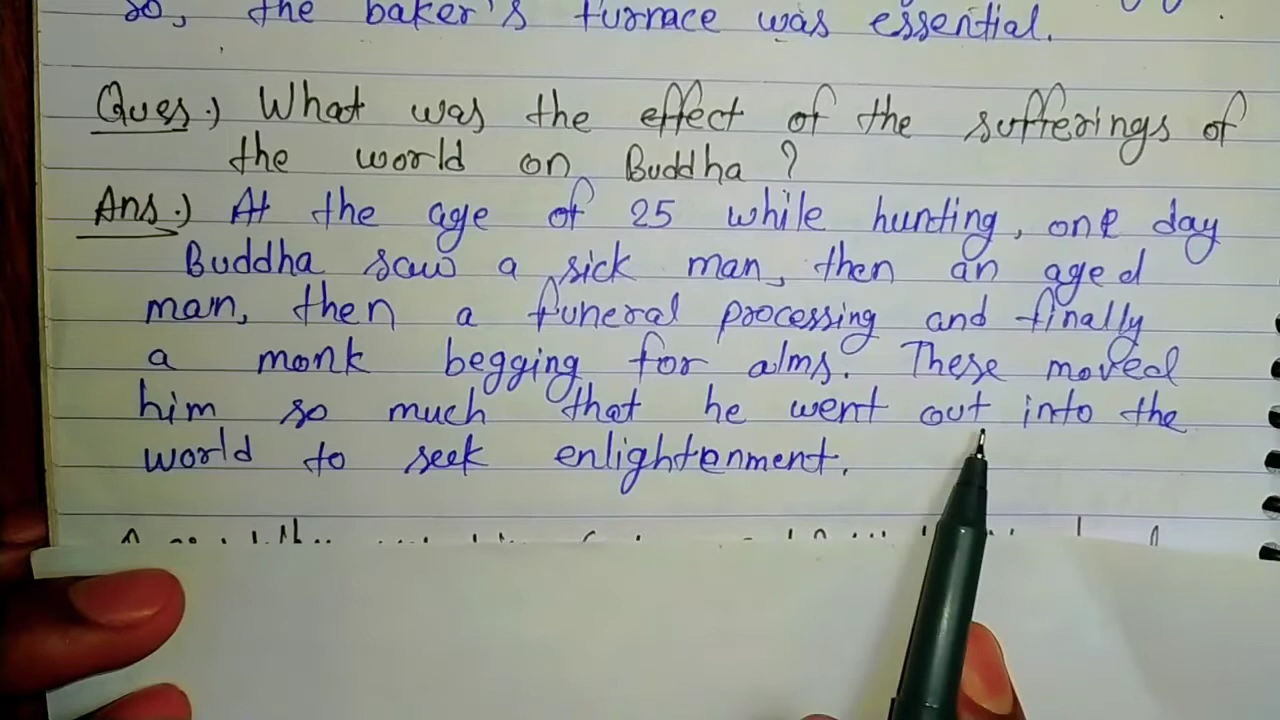 so, the baker's furnace was essential.
Ques.) What was the effect of the sufferings of
the world on Buddha ?
Ans.) At the age of 25 while hunting, one day
Buddha saw a sick man, then an aged
man, then a funeral processing and finally
a monk begging for alms. These moved
him so much that he went out into the
world to seek enlightenment.